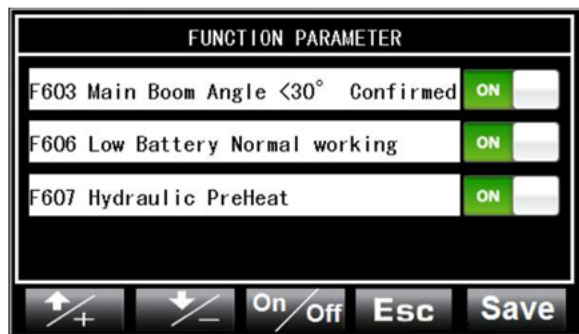 FUNCTION PARAMETER
F603 Main Boom Angle <30° Confirmed ON
F606 Low Battery Normal working ON
F607 Hydraulic PreHeat ON
/+ /− On/Off Esc Save